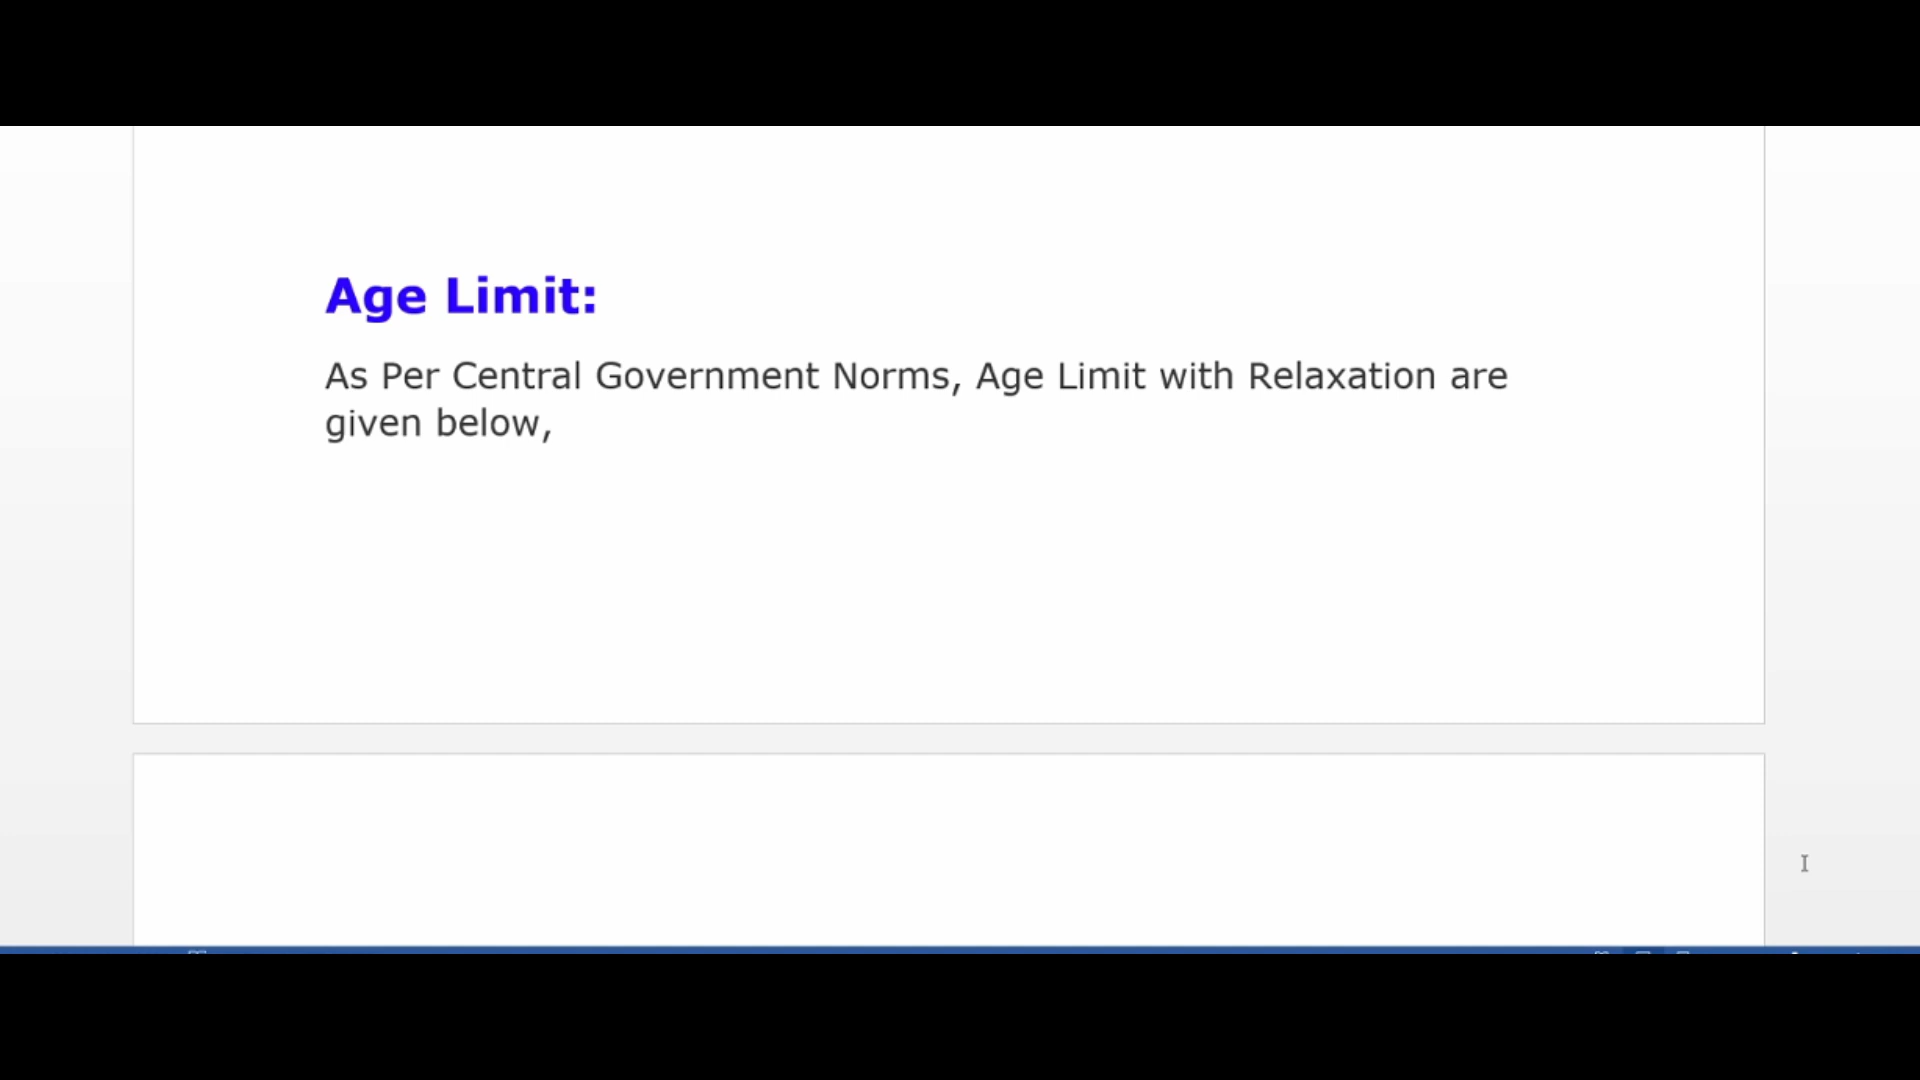 Age Limit:
As Per Central Government Norms, Age Limit with Relaxation are
given below,